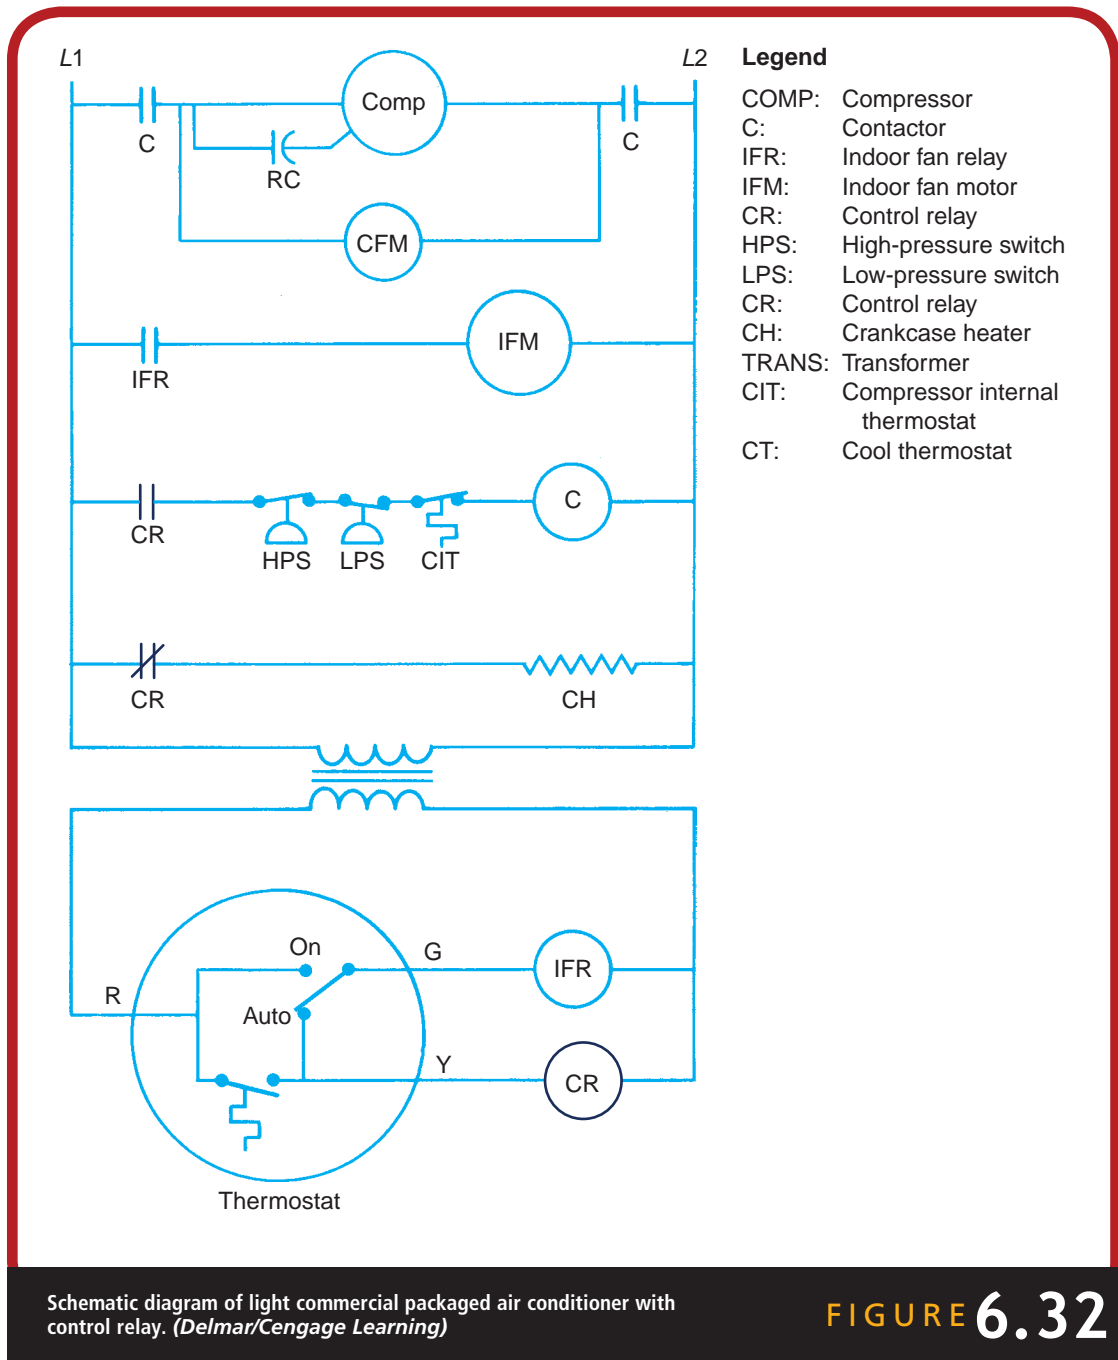 L1
L2
Comp
C
C
RC
CFM
IFM
IFR
C
CR
HPS
LPS
CIT
CR
CH
On
G
IFR
R
Auto
Y
CR
Thermostat
Legend
COMP: Compressor
C: Contactor
IFR: Indoor fan relay
IFM: Indoor fan motor
CR: Control relay
HPS: High-pressure switch
LPS: Low-pressure switch
CR: Control relay
CH: Crankcase heater
TRANS: Transformer
CIT: Compressor internal
thermostat
CT: Cool thermostat
Schematic diagram of light commercial packaged air conditioner with
control relay. (Delmar/Cengage Learning)
FIGURE 6.32